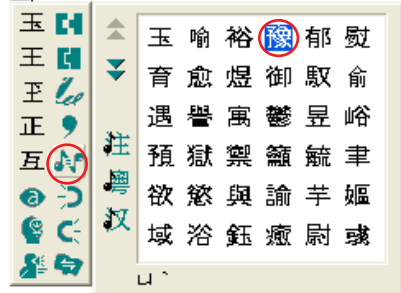 玉
王
正
互
注
粵
汉
玉 喻 裕 豫 郁 熨
育 愈 煜 御 馭 俞
遇 譽 寓 鬱 昱 峪
預 獄 禦 籲 毓 聿
欲 慾 與 諭 芋 嫗
域 浴 鈺 癒 尉 彧
ㄩˋ